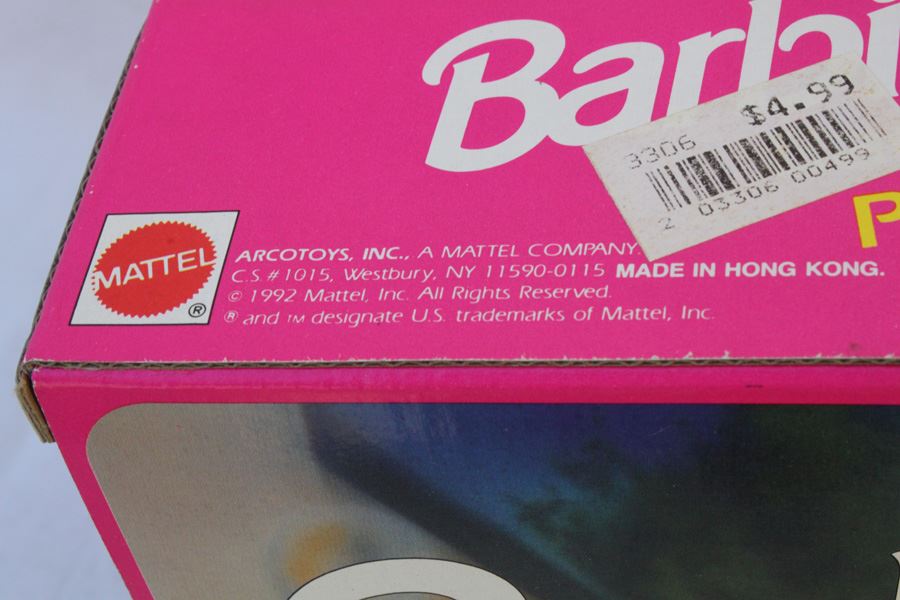 Barbi
$4.99
3306
2 03306 00499
P
MATTEL
®
ARCOTOYS, INC., A MATTEL COMPANY.
C.S #1015, Westbury, NY 11590-0115 MADE IN HONG KONG.
© 1992 Mattel, Inc. All Rights Reserved.
® and ™ designate U.S. trademarks of Mattel, Inc.